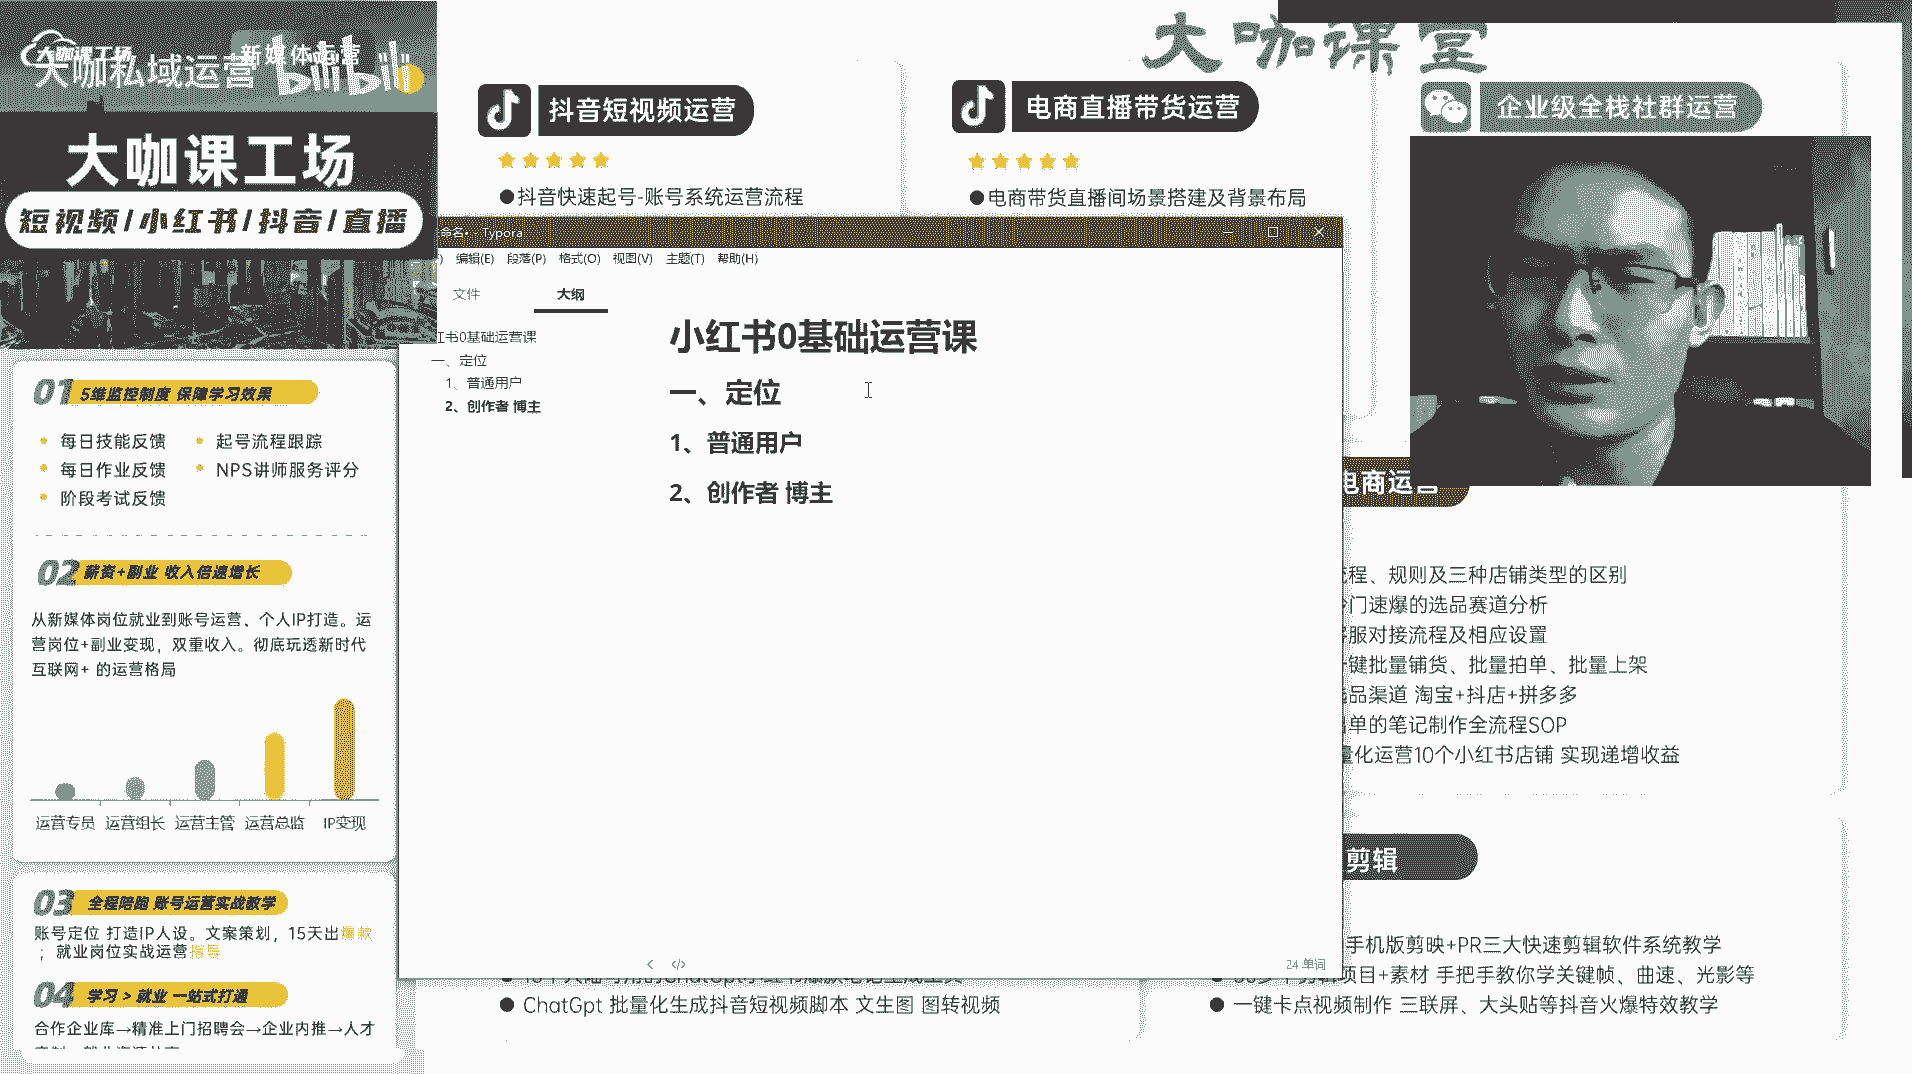 大咖课工场
新媒体运营
大咖私域运营
bilibili
大咖课工场
短视频/小红书/抖音/直播
大咖课堂
抖音短视频运营
●抖音快速起号-账号系统运营流程
电商直播带货运营
●电商带货直播间场景搭建及背景布局
企业级全栈社群运营
01 5维监控制度 保障学习效果
每日技能反馈
起号流程跟踪
每日作业反馈
NPS讲师服务评分
阶段考试反馈
02 薪资+副业 收入倍速增长
从新媒体岗位就业到账号运营、个人IP打造。运
营岗位+副业变现，双重收入。彻底玩透新时代
互联网+ 的运营格局
运营专员 运营组长 运营主管 运营总监 IP变现
03 全程陪跑 账号运营实战教学
账号定位 打造IP人设。文案策划，15天出爆款
；就业岗位实战运营指导
04 学习 > 就业 一站式打通
合作企业库→精准上门招聘会→企业内推→人才
命名• - Typora
编辑(E) 段落(P) 格式(O) 视图(V) 主题(T) 帮助(H)
文件
大纲
红书0基础运营课
一、定位
1、普通用户
2、创作者 博主
小红书0基础运营课
一、定位
1、普通用户
2、创作者 博主
24 单词
电商运营
流程、规则及三种店铺类型的区别
冷门速爆的选品赛道分析
客服对接流程及相应设置
一键批量铺货、批量拍单、批量上架
选品渠道 淘宝+抖店+拼多多
出单的笔记制作全流程SOP
量化运营10个小红书店铺 实现递增收益
剪辑
手机版剪映+PR三大快速剪辑软件系统教学
项目+素材 手把手教你学关键帧、曲速、光影等
● 一键卡点视频制作 三联屏、大头贴等抖音火爆特效教学
● ChatGpt 批量化生成抖音短视频脚本 文生图 图转视频